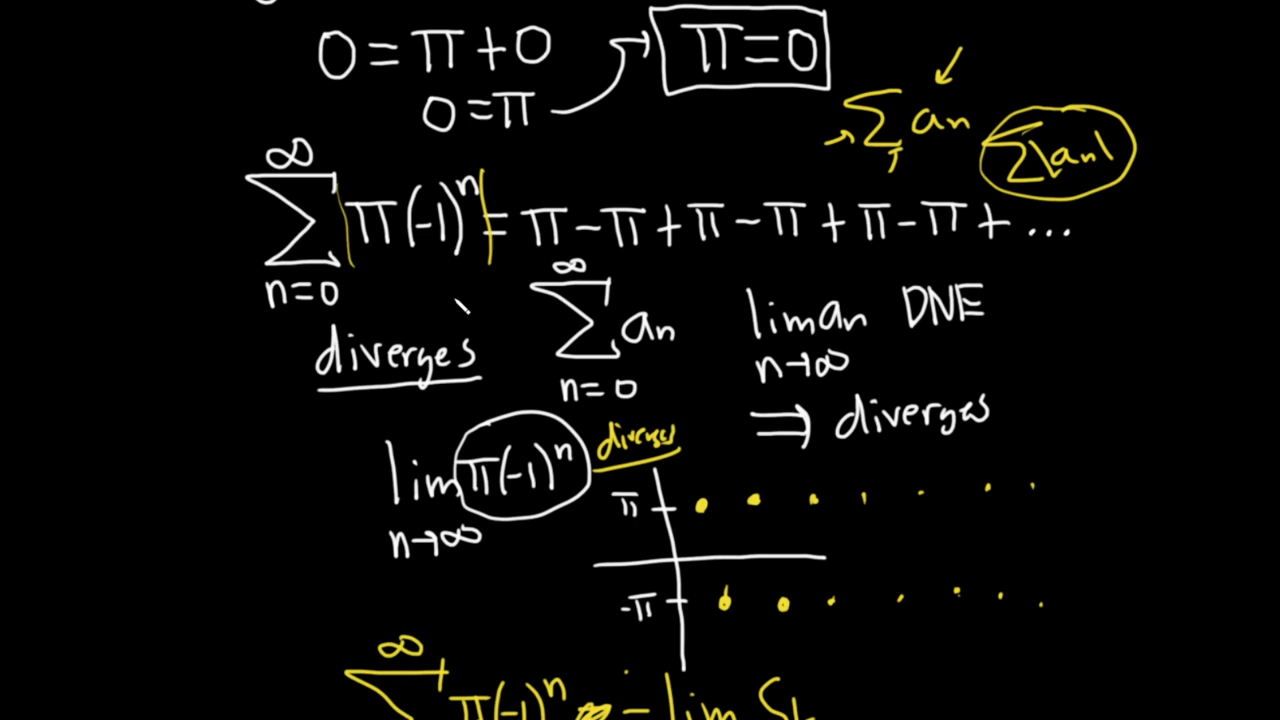 0 = π + 0
π = 0
0 = π
∑ an
∑|an|
∞
∑ π(-1)^n = π - π + π - π + π - π + ...
n = 0
diverges
∞
∑ an
n = 0
lim an DNE
n→∞
⇒ diverges
lim π(-1)^n diverges
n→∞
π
-π
∞
∑ π(-1)^n = lim